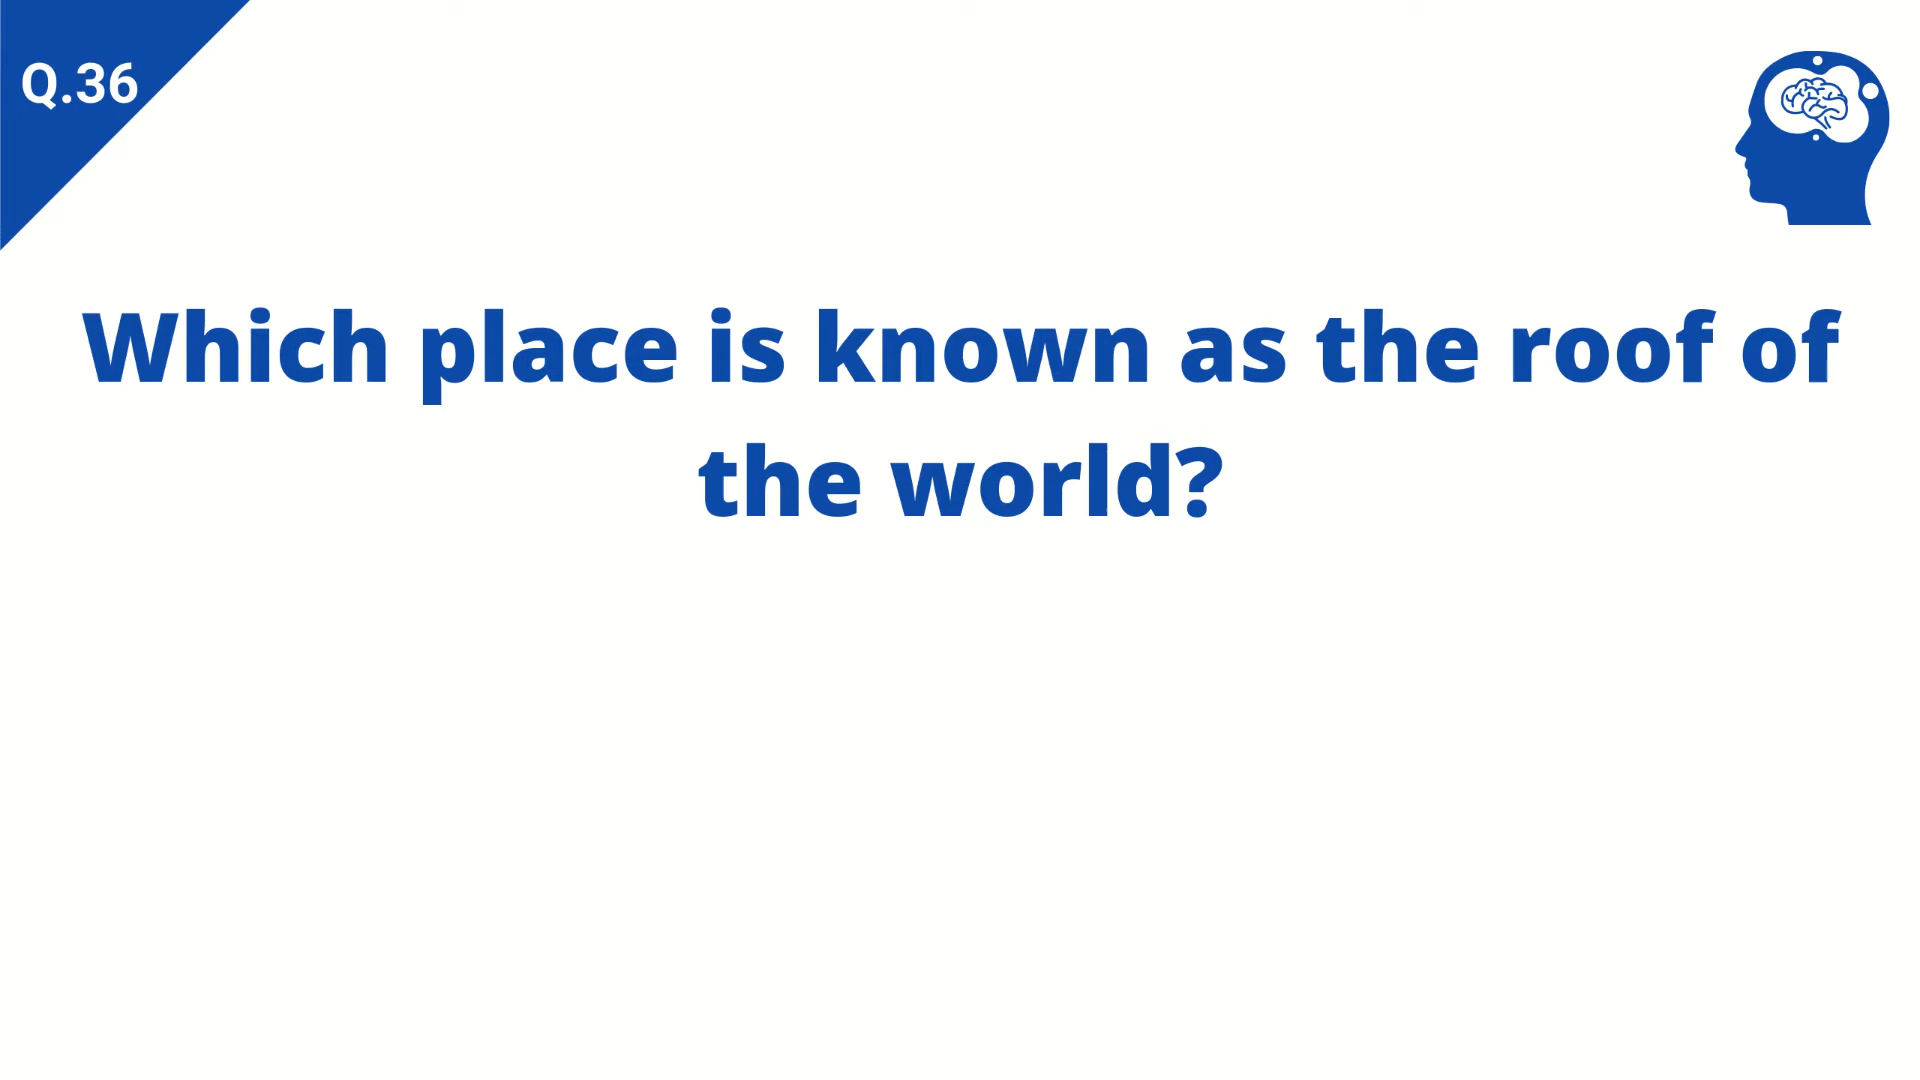 Q.36
Which place is known as the roof of
the world?